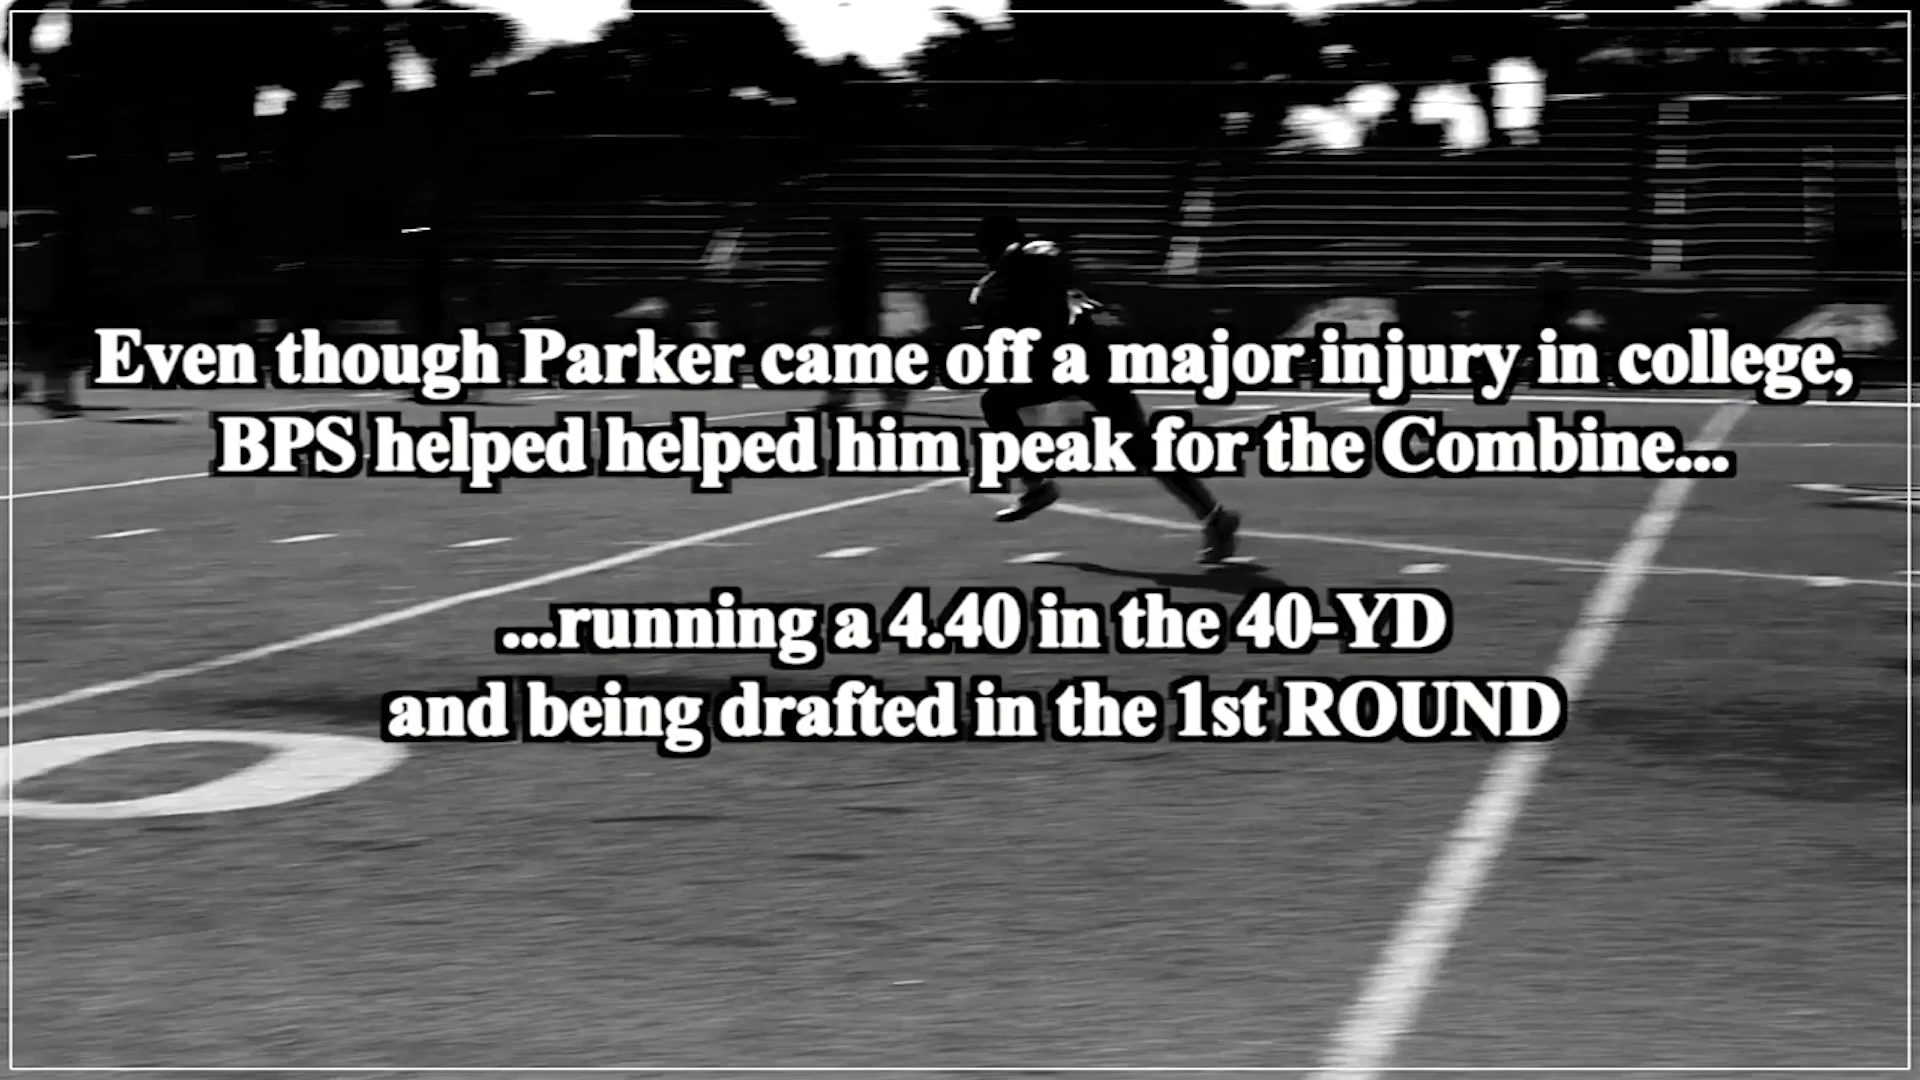 Even though Parker came off a major injury in college,
BPS helped helped him peak for the Combine...
...running a 4.40 in the 40-YD
and being drafted in the 1st ROUND